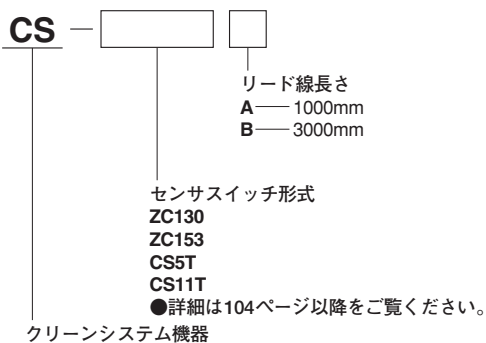 CS －
リード線長さ
A── 1000mm
B── 3000mm
センサスイッチ形式
ZC130
ZC153
CS5T
CS11T
●詳細は104ページ以降をご覧ください。
クリーンシステム機器